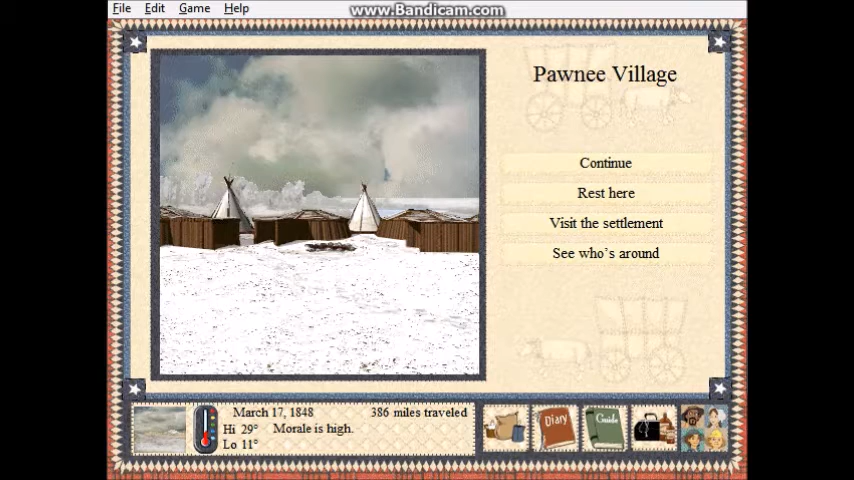 File Edit Game Help
www.Bandicam.com
Pawnee Village
Continue
Rest here
Visit the settlement
See who's around
March 17, 1848 386 miles traveled
Hi 29° Morale is high.
Lo 11°
Diary
Guide